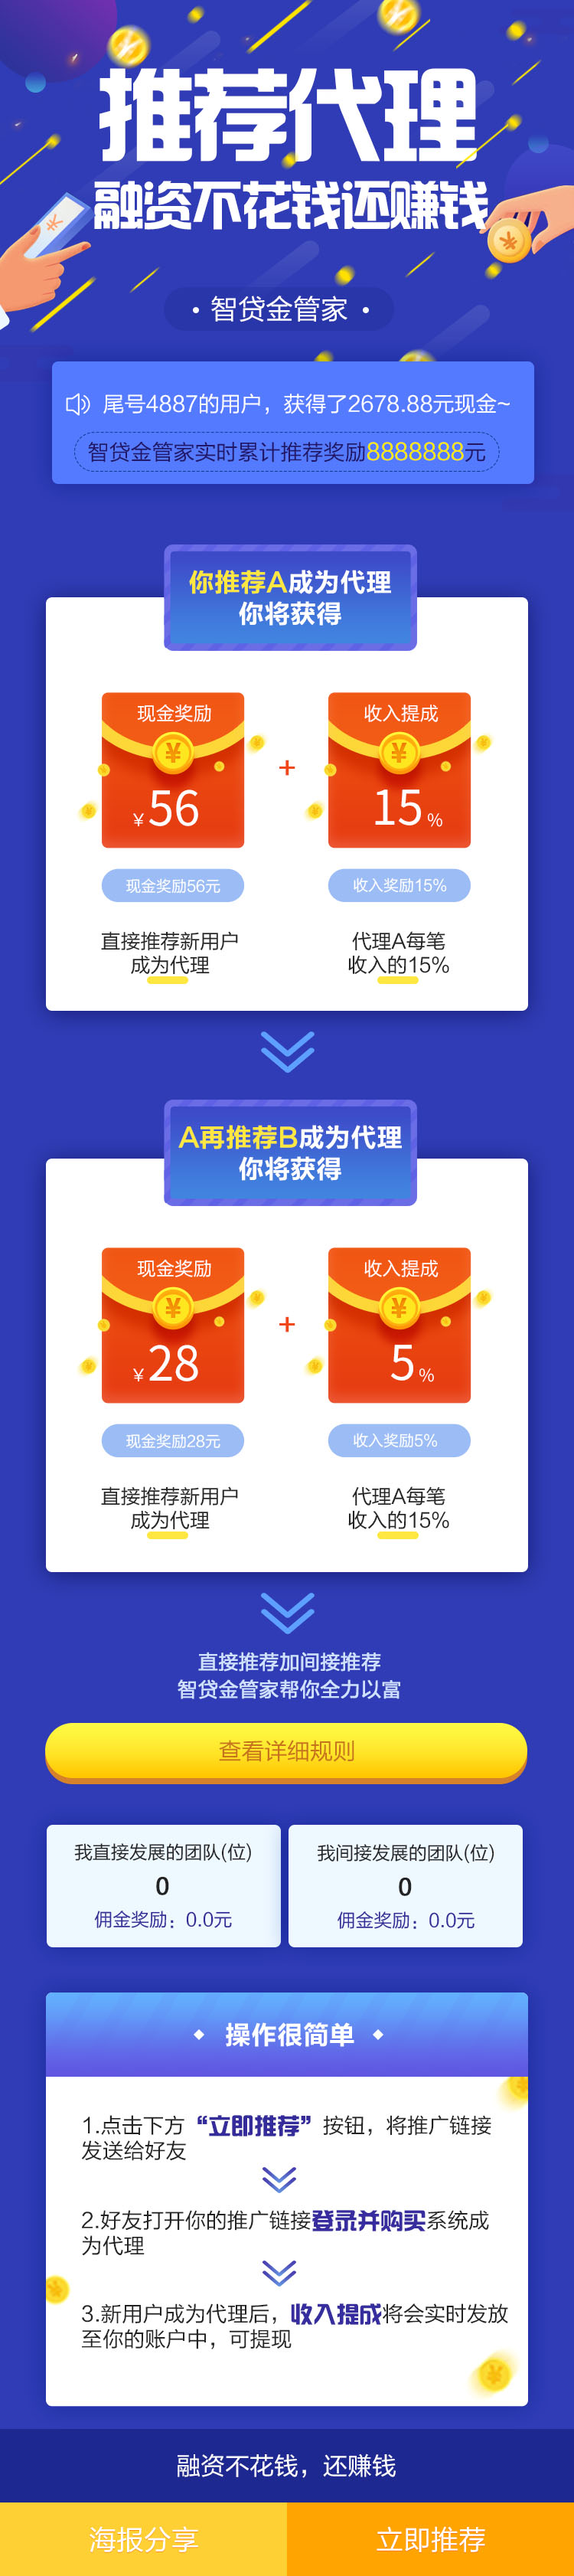 推荐代理
融资不花钱还赚钱
· 智贷金管家 ·
尾号4887的用户，获得了2678.88元现金~
智贷金管家实时累计推荐奖励8888888元
你推荐A成为代理
你将获得
现金奖励
¥
¥56
现金奖励56元
直接推荐新用户
成为代理
+
收入提成
¥
15%
收入奖励15%
代理A每笔
收入的15%
A再推荐B成为代理
你将获得
现金奖励
¥
¥28
现金奖励28元
直接推荐新用户
成为代理
+
收入提成
¥
5%
收入奖励5%
代理A每笔
收入的15%
直接推荐加间接推荐
智贷金管家帮你全力以富
查看详细规则
我直接发展的团队(位)
0
佣金奖励：0.0元
我间接发展的团队(位)
0
佣金奖励：0.0元
操作很简单
1.点击下方“立即推荐”按钮，将推广链接
发送给好友
2.好友打开你的推广链接登录并购买系统成
为代理
3.新用户成为代理后，收入提成将会实时发放
至你的账户中，可提现
融资不花钱，还赚钱
海报分享
立即推荐